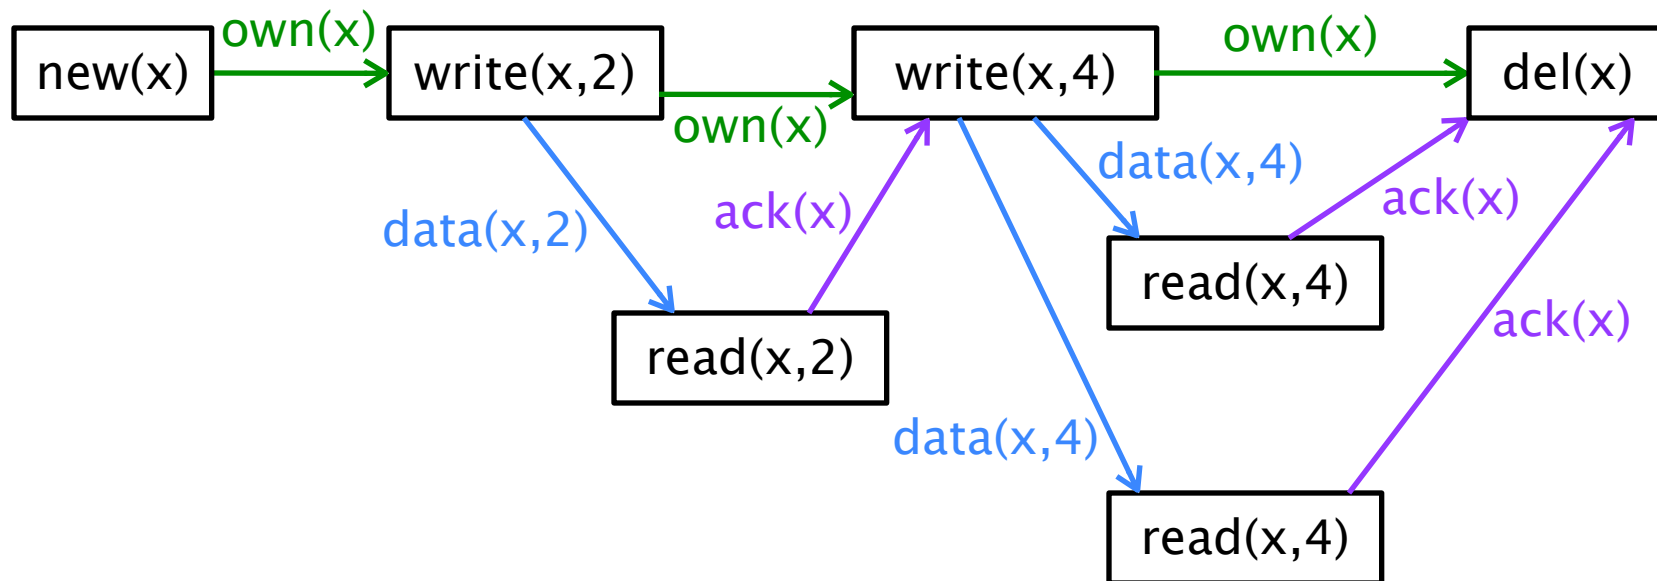 own(x)
own(x)
new(x)
write(x,2)
write(x,4)
del(x)
own(x)
data(x,4)
ack(x)
ack(x)
data(x,2)
read(x,4)
ack(x)
read(x,2)
data(x,4)
read(x,4)